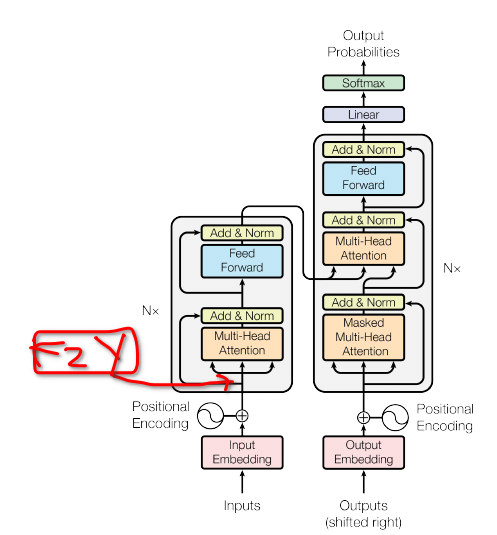 Output
Probabilities
Softmax
Linear
Add & Norm
Feed
Forward
Add & Norm
Multi-Head
Attention
Add & Norm
Masked
Multi-Head
Attention
N×
Add & Norm
Feed
Forward
N×
Add & Norm
Multi-Head
Attention
F2Y
Positional
Encoding
Positional
Encoding
Input
Embedding
Output
Embedding
Inputs
Outputs
(shifted right)